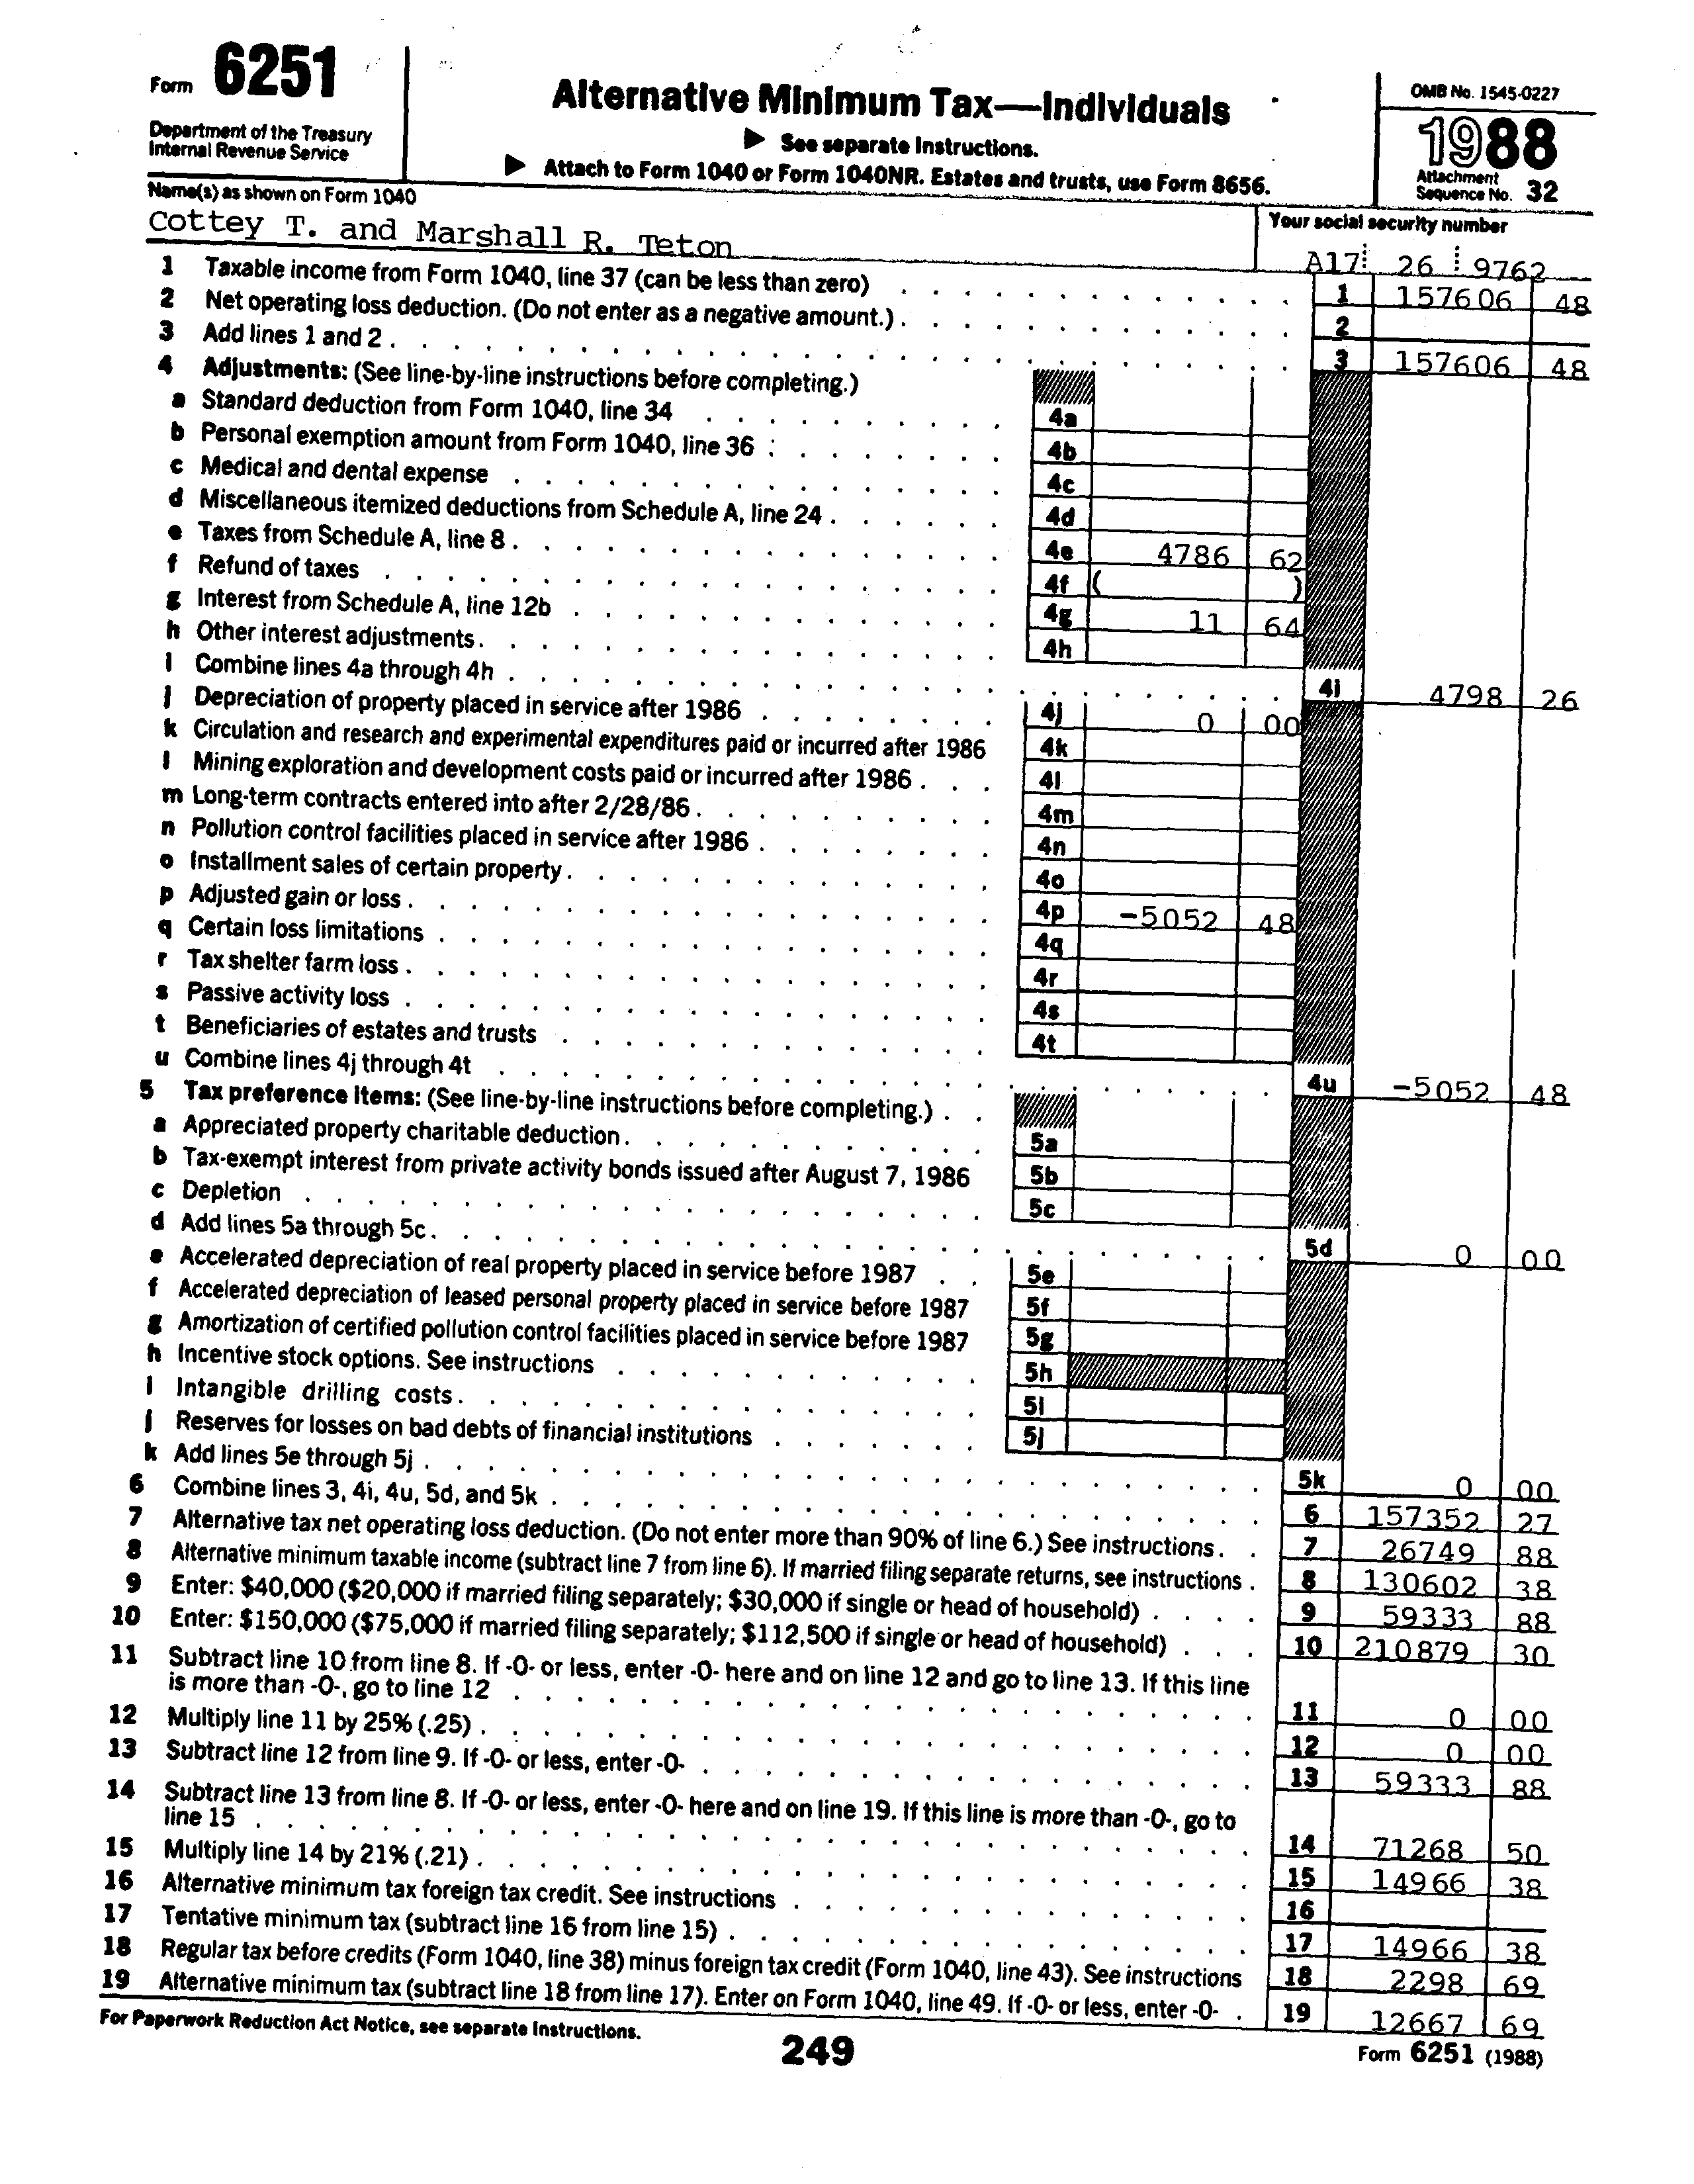 Form 6251
Department of the Treasury
Internal Revenue Service
Alternative Minimum Tax—Individuals
▶ See separate Instructions.
▶ Attach to Form 1040 or Form 1040NR. Estates and trusts, use Form 8656.
OMB No. 1545-0227
1988
Attachment
Sequence No. 32
Name(s) as shown on Form 1040
Cottey T. and Marshall R. Teton
Your social security number
A17 26 9762
1 Taxable income from Form 1040, line 37 (can be less than zero) 1 157606 48
2 Net operating loss deduction. (Do not enter as a negative amount.) 2
3 Add lines 1 and 2 3 157606 48
4 Adjustments: (See line-by-line instructions before completing.)
a Standard deduction from Form 1040, line 34 4a
b Personal exemption amount from Form 1040, line 36 4b
c Medical and dental expense 4c
d Miscellaneous itemized deductions from Schedule A, line 24 4d
e Taxes from Schedule A, line 8 4e 4786 62
f Refund of taxes 4f ( )
g Interest from Schedule A, line 12b 4g 11 64
h Other interest adjustments 4h
i Combine lines 4a through 4h 4i 4798 26
j Depreciation of property placed in service after 1986 4j 0 00
k Circulation and research and experimental expenditures paid or incurred after 1986 4k
l Mining exploration and development costs paid or incurred after 1986 4l
m Long-term contracts entered into after 2/28/86 4m
n Pollution control facilities placed in service after 1986 4n
o Installment sales of certain property 4o
p Adjusted gain or loss 4p -5052 48
q Certain loss limitations 4q
r Tax shelter farm loss 4r
s Passive activity loss 4s
t Beneficiaries of estates and trusts 4t
u Combine lines 4j through 4t 4u -5052 48
5 Tax preference items: (See line-by-line instructions before completing.)
a Appreciated property charitable deduction 5a
b Tax-exempt interest from private activity bonds issued after August 7, 1986 5b
c Depletion 5c
d Add lines 5a through 5c 5d 0 00
e Accelerated depreciation of real property placed in service before 1987 5e
f Accelerated depreciation of leased personal property placed in service before 1987 5f
g Amortization of certified pollution control facilities placed in service before 1987 5g
h Incentive stock options. See instructions 5h
i Intangible drilling costs 5i
j Reserves for losses on bad debts of financial institutions 5j
k Add lines 5e through 5j 5k 0 00
6 Combine lines 3, 4i, 4u, 5d, and 5k 6 157352 27
7 Alternative tax net operating loss deduction. (Do not enter more than 90% of line 6.) See instructions 7 26749 88
8 Alternative minimum taxable income (subtract line 7 from line 6). If married filing separate returns, see instructions 8 130602 38
9 Enter: $40,000 ($20,000 if married filing separately; $30,000 if single or head of household) 9 59333 88
10 Enter: $150,000 ($75,000 if married filing separately; $112,500 if single or head of household) 10 210879 30
11 Subtract line 10 from line 8. If -0- or less, enter -0- here and on line 12 and go to line 13. If this line
is more than -0-, go to line 12 11 0 00
12 Multiply line 11 by 25% (.25) 12 0 00
13 Subtract line 12 from line 9. If -0- or less, enter -0- 13 59333 88
14 Subtract line 13 from line 8. If -0- or less, enter -0- here and on line 19. If this line is more than -0-, go to
line 15 14 71268 50
15 Multiply line 14 by 21% (.21) 15 14966 38
16 Alternative minimum tax foreign tax credit. See instructions 16
17 Tentative minimum tax (subtract line 16 from line 15) 17 14966 38
18 Regular tax before credits (Form 1040, line 38) minus foreign tax credit (Form 1040, line 43). See instructions 18 2298 69
19 Alternative minimum tax (subtract line 18 from line 17). Enter on Form 1040, line 49. If -0- or less, enter -0- 19 12667 69
For Paperwork Reduction Act Notice, see separate Instructions.
249
Form 6251 (1988)